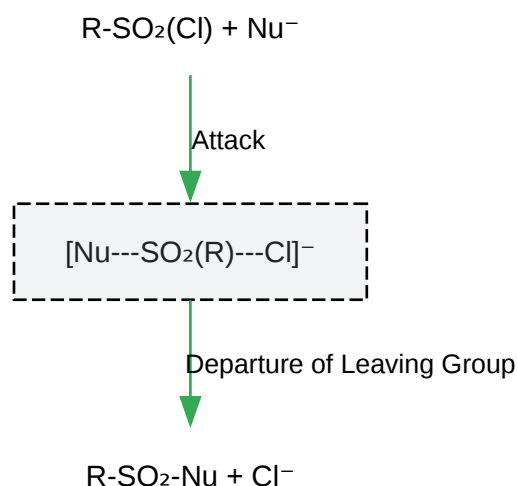 R-SO₂(Cl) + Nu⁻
Attack
[Nu---SO₂(R)---Cl]⁻
Departure of Leaving Group
R-SO₂-Nu + Cl⁻